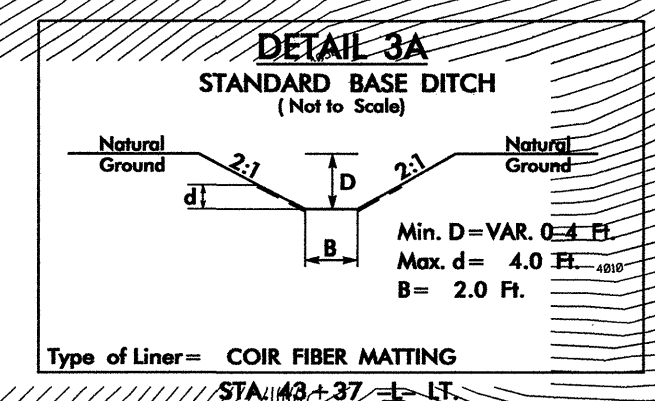 DETAIL 3A
STANDARD BASE DITCH
(Not to Scale)
Natural Ground
2:1
D
2:1
Natural Ground
d
B
Min. D=VAR. 0-4 Ft.
Max. d= 4.0 Ft.
4010
B= 2.0 Ft.
Type of Liner= COIR FIBER MATTING
STA. 43+37 -L- LT.